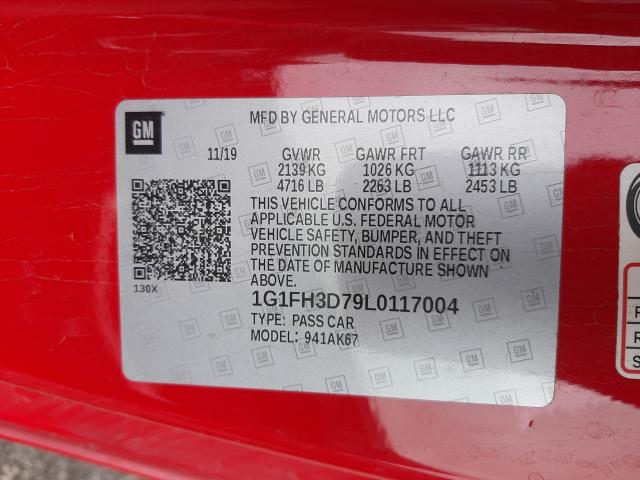 GM
MFD BY GENERAL MOTORS LLC
11/19 GVWR GAWR FRT GAWR RR
2139 KG 1026 KG 1113 KG
4716 LB 2263 LB 2453 LB
THIS VEHICLE CONFORMS TO ALL
APPLICABLE U.S. FEDERAL MOTOR
VEHICLE SAFETY, BUMPER, AND THEFT
PREVENTION STANDARDS IN EFFECT ON
THE DATE OF MANUFACTURE SHOWN
ABOVE.
130X
1G1FH3D79L0117004
TYPE: PASS CAR
MODEL: 941AK67